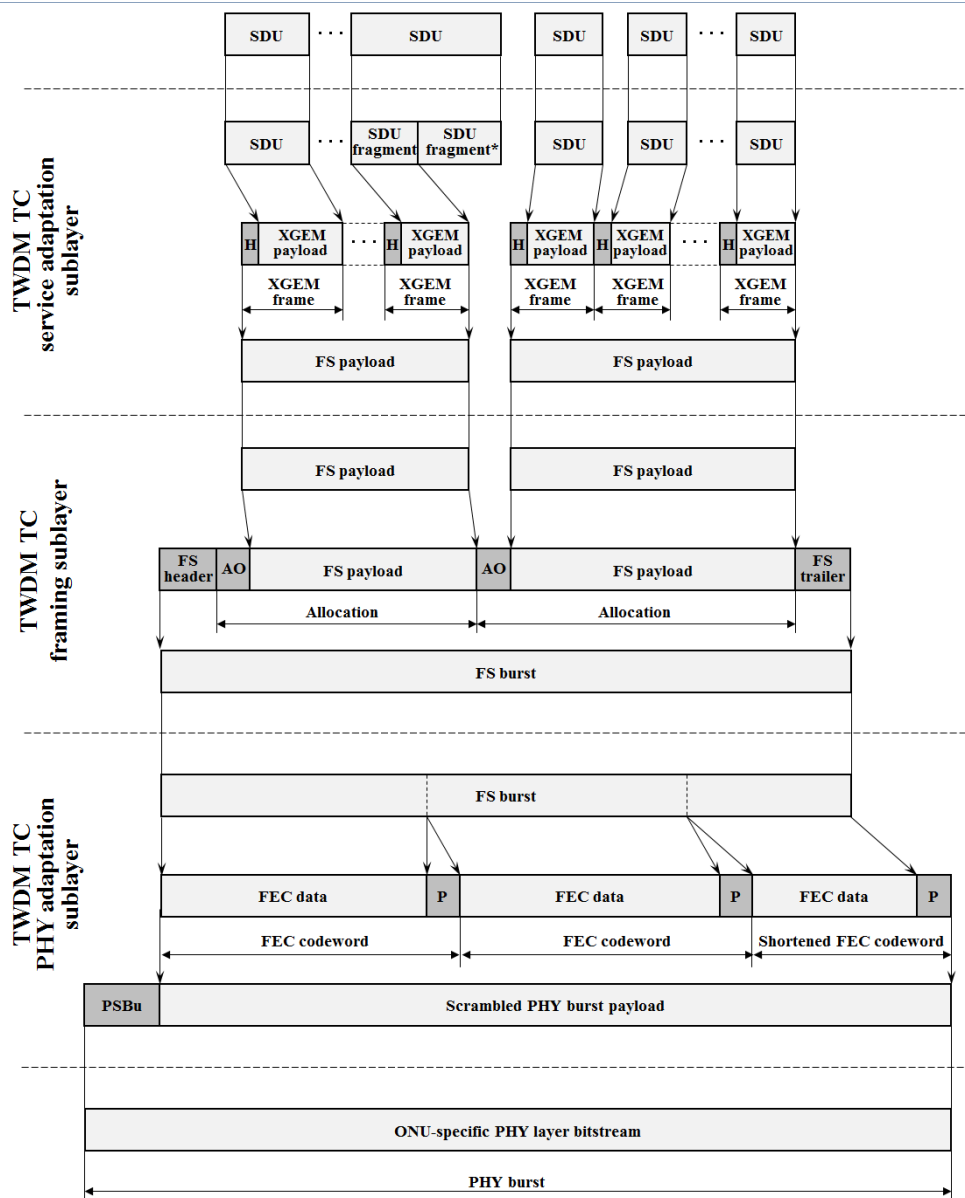 SDU · · · SDU SDU SDU · · · SDU
TWDM TC
service adaptation
sublayer
SDU · · · SDU
fragment SDU
fragment* SDU SDU · · · SDU
H XGEM
payload · · · H XGEM
payload H XGEM
payload H XGEM
payload · · · H XGEM
payload
XGEM
frame XGEM
frame XGEM
frame XGEM
frame XGEM
frame
FS payload FS payload
TWDM TC
framing sublayer
FS payload FS payload
FS
header AO FS payload AO FS payload FS
trailer
Allocation Allocation
FS burst
TWDM TC
PHY adaptation
sublayer
FS burst
FEC data P FEC data P FEC data P
FEC codeword FEC codeword Shortened FEC codeword
PSBu Scrambled PHY burst payload
ONU-specific PHY layer bitstream
PHY burst